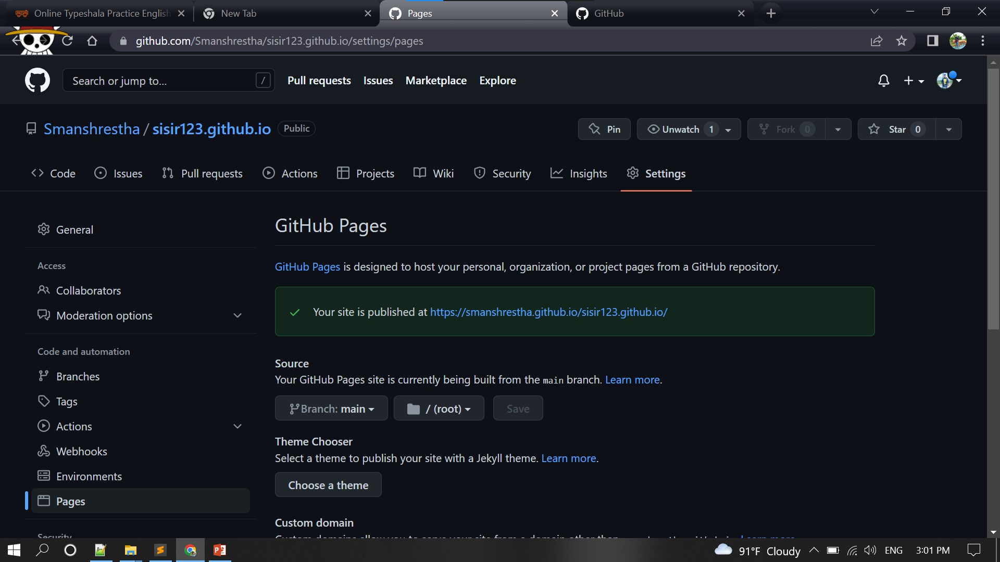 Online Typeshala Practice English
New Tab
Pages
GitHub
github.com/Smanshrestha/sisir123.github.io/settings/pages
Search or jump to... /
Pull requests Issues Marketplace Explore
Smanshrestha / sisir123.github.io Public
Pin Unwatch 1 Fork 0 Star 0
Code Issues Pull requests Actions Projects Wiki Security Insights Settings
General
Access
Collaborators
Moderation options
Code and automation
Branches
Tags
Actions
Webhooks
Environments
Pages
Security
GitHub Pages
GitHub Pages is designed to host your personal, organization, or project pages from a GitHub repository.
Your site is published at https://smanshrestha.github.io/sisir123.github.io/
Source
Your GitHub Pages site is currently being built from the main branch. Learn more.
Branch: main / (root) Save
Theme Chooser
Select a theme to publish your site with a Jekyll theme. Learn more.
Choose a theme
Custom domain
91°F Cloudy ENG 3:01 PM